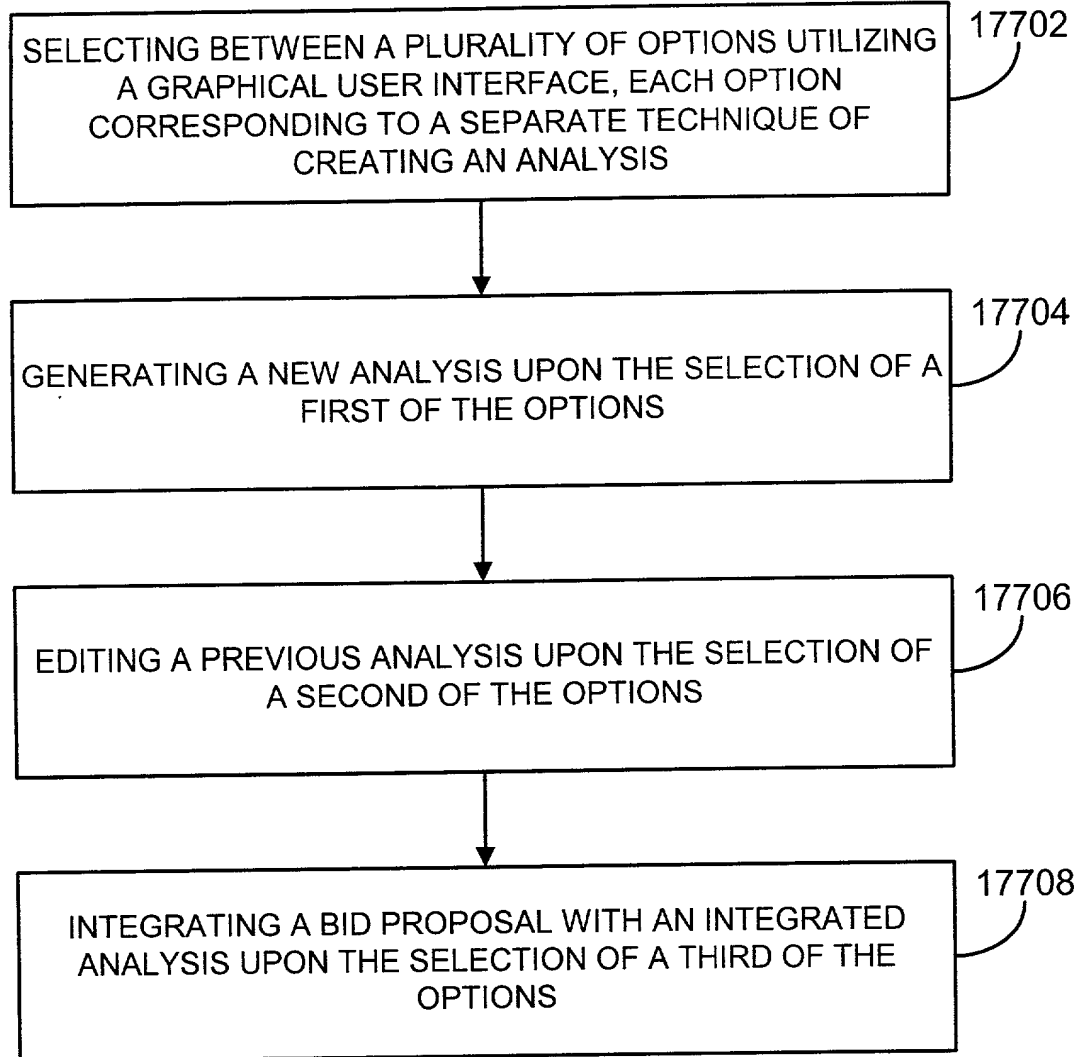 17702
SELECTING BETWEEN A PLURALITY OF OPTIONS UTILIZING
A GRAPHICAL USER INTERFACE, EACH OPTION
CORRESPONDING TO A SEPARATE TECHNIQUE OF
CREATING AN ANALYSIS
17704
GENERATING A NEW ANALYSIS UPON THE SELECTION OF A
FIRST OF THE OPTIONS
17706
EDITING A PREVIOUS ANALYSIS UPON THE SELECTION OF
A SECOND OF THE OPTIONS
17708
INTEGRATING A BID PROPOSAL WITH AN INTEGRATED
ANALYSIS UPON THE SELECTION OF A THIRD OF THE
OPTIONS